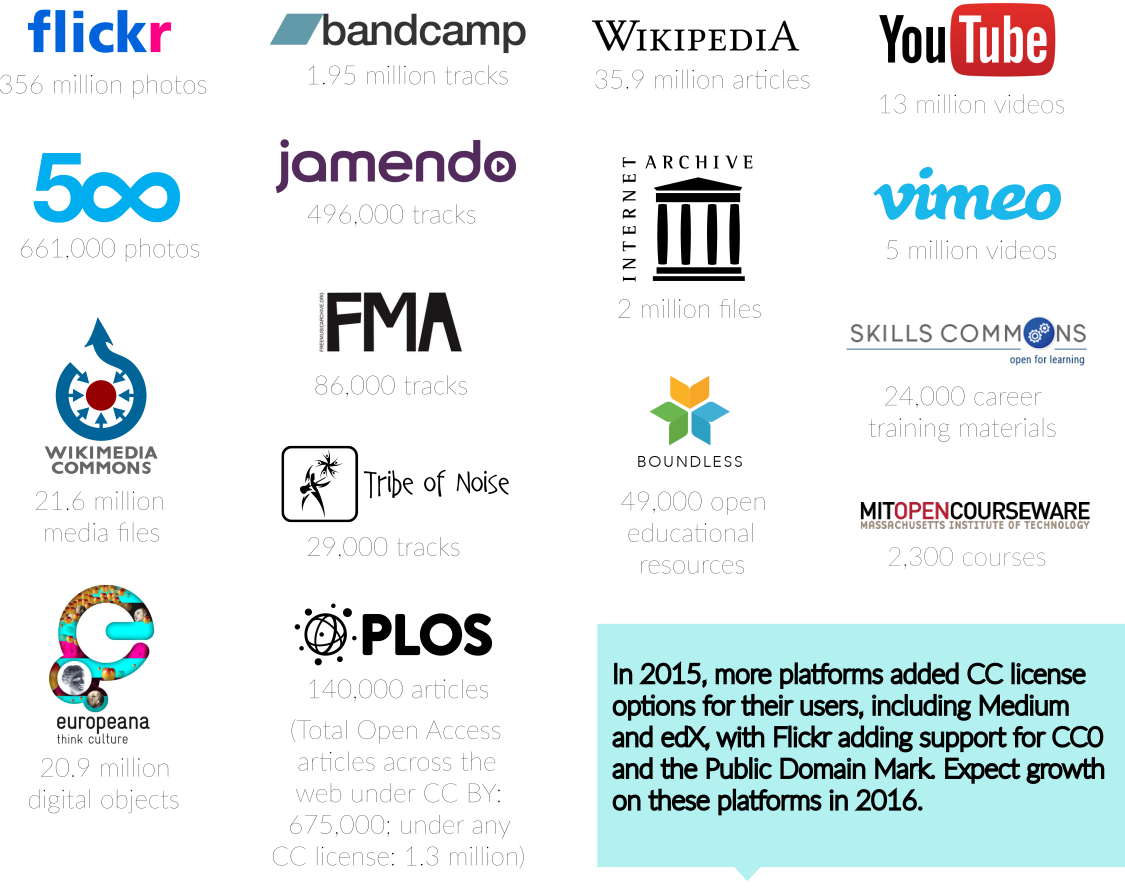 flickr
356 million photos
bandcamp
1.95 million tracks
WIKIPEDIA
35.9 million articles
YouTube
13 million videos
500
661,000 photos
jamendo
496,000 tracks
INTERNET ARCHIVE
2 million files
vimeo
5 million videos
WIKIMEDIA
COMMONS
21.6 million
media files
FREEMUSICARCHIVE.ORG
FMA
86,000 tracks
BOUNDLESS
49,000 open
educational
resources
SKILLS COMMONS
open for learning
24,000 career
training materials
Tribe of Noise
29,000 tracks
MITOPENCOURSEWARE
MASSACHUSETTS INSTITUTE OF TECHNOLOGY
2,300 courses
europeana
think culture
20.9 million
digital objects
PLOS
140,000 articles
(Total Open Access
articles across the
web under CC BY:
675,000; under any
CC license: 1.3 million)
In 2015, more platforms added CC license
options for their users, including Medium
and edX, with Flickr adding support for CC0
and the Public Domain Mark. Expect growth
on these platforms in 2016.